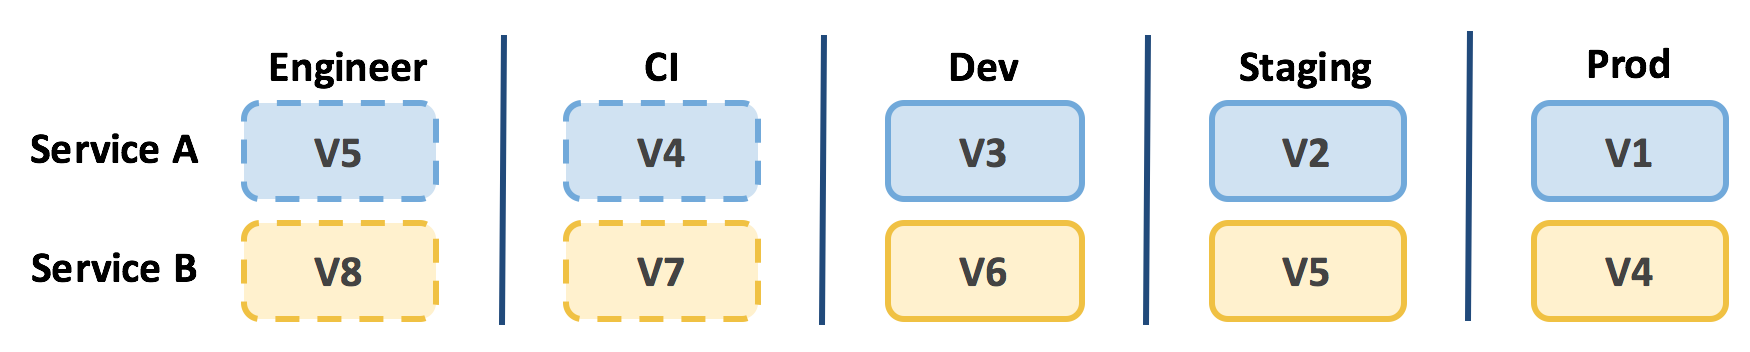 Engineer CI Dev Staging Prod
Service A V5 V4 V3 V2 V1
Service B V8 V7 V6 V5 V4